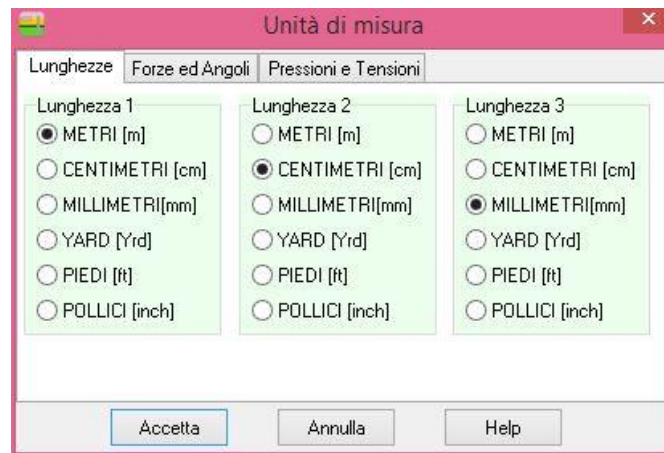 Unità di misura
Lunghezze Forze ed Angoli Pressioni e Tensioni
Lunghezza 1
METRI [m]
CENTIMETRI [cm]
MILLIMETRI[mm]
YARD [Yrd]
PIEDI [ft]
POLLICI [inch]
Lunghezza 2
METRI [m]
CENTIMETRI [cm]
MILLIMETRI[mm]
YARD [Yrd]
PIEDI [ft]
POLLICI [inch]
Lunghezza 3
METRI [m]
CENTIMETRI [cm]
MILLIMETRI[mm]
YARD [Yrd]
PIEDI [ft]
POLLICI [inch]
Accetta Annulla Help